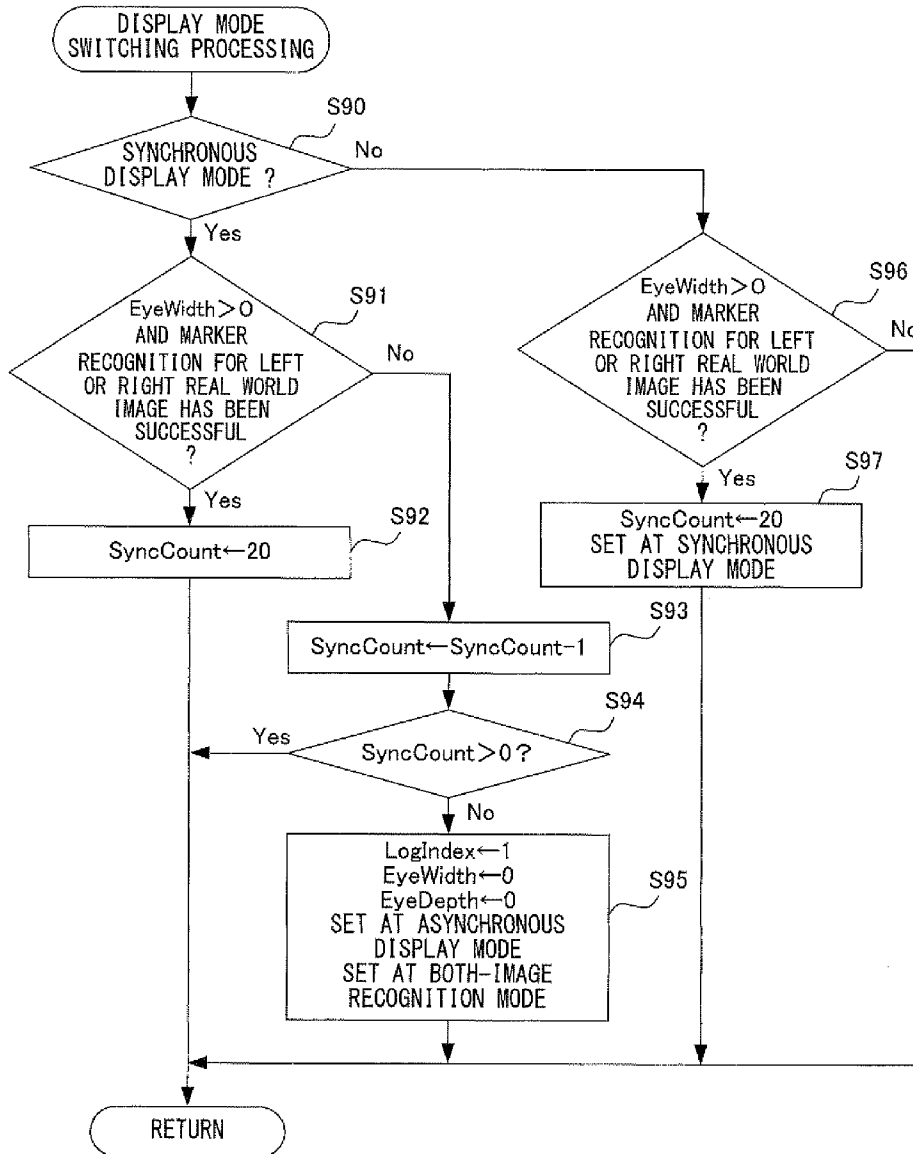 DISPLAY MODE
SWITCHING PROCESSING
S90
SYNCHRONOUS
DISPLAY MODE ?
No
Yes
S91
EyeWidth>0
AND MARKER
RECOGNITION FOR LEFT
OR RIGHT REAL WORLD
IMAGE HAS BEEN
SUCCESSFUL
?
No
Yes
S96
EyeWidth>0
AND MARKER
RECOGNITION FOR LEFT
OR RIGHT REAL WORLD
IMAGE HAS BEEN
SUCCESSFUL
?
No
Yes
S92
SyncCount←20
S97
SyncCount←20
SET AT SYNCHRONOUS
DISPLAY MODE
S93
SyncCount←SyncCount-1
S94
SyncCount>0?
Yes
No
S95
LogIndex←1
EyeWidth←0
EyeDepth←0
SET AT ASYNCHRONOUS
DISPLAY MODE
SET AT BOTH-IMAGE
RECOGNITION MODE
RETURN